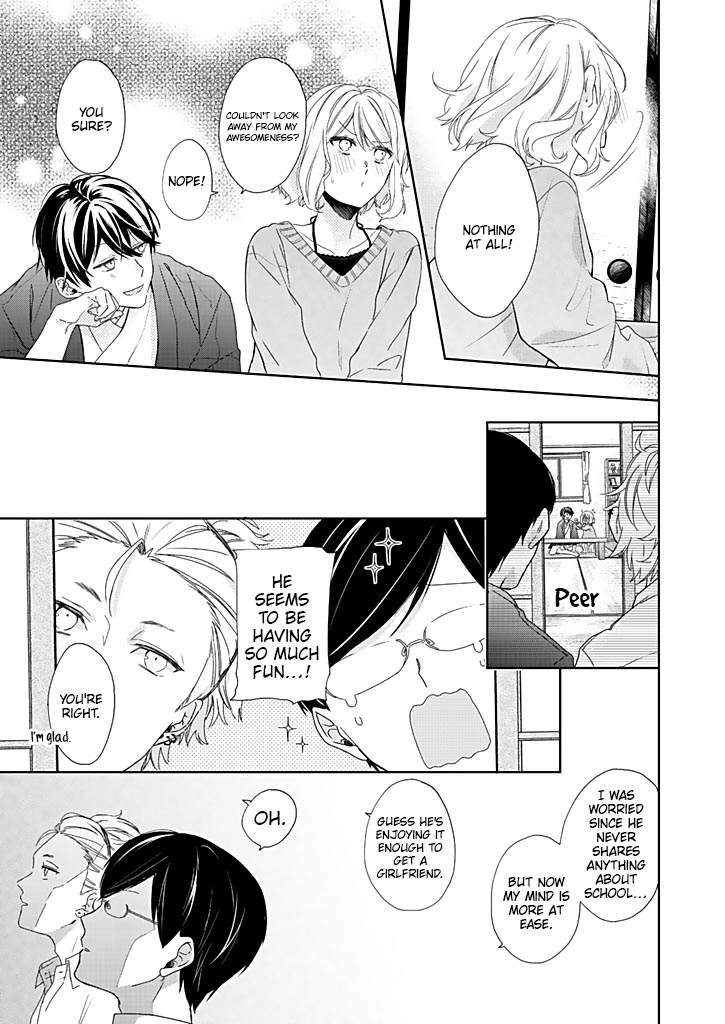 NOTHING
AT ALL!
COULDN'T LOOK
AWAY FROM MY
AWESOMENESS?
NOPE!
YOU
SURE?
Peer
HE
SEEMS
TO BE
HAVING
SO MUCH
FUN...!
YOU'RE
RIGHT.
I'm glad.
I WAS
WORRIED
SINCE HE
NEVER
SHARES
ANYTHING
ABOUT
SCHOOL...
BUT NOW
MY MIND IS
MORE AT
EASE.
GUESS HE'S
ENJOYING IT
ENOUGH TO
GET A
GIRLFRIEND.
OH.